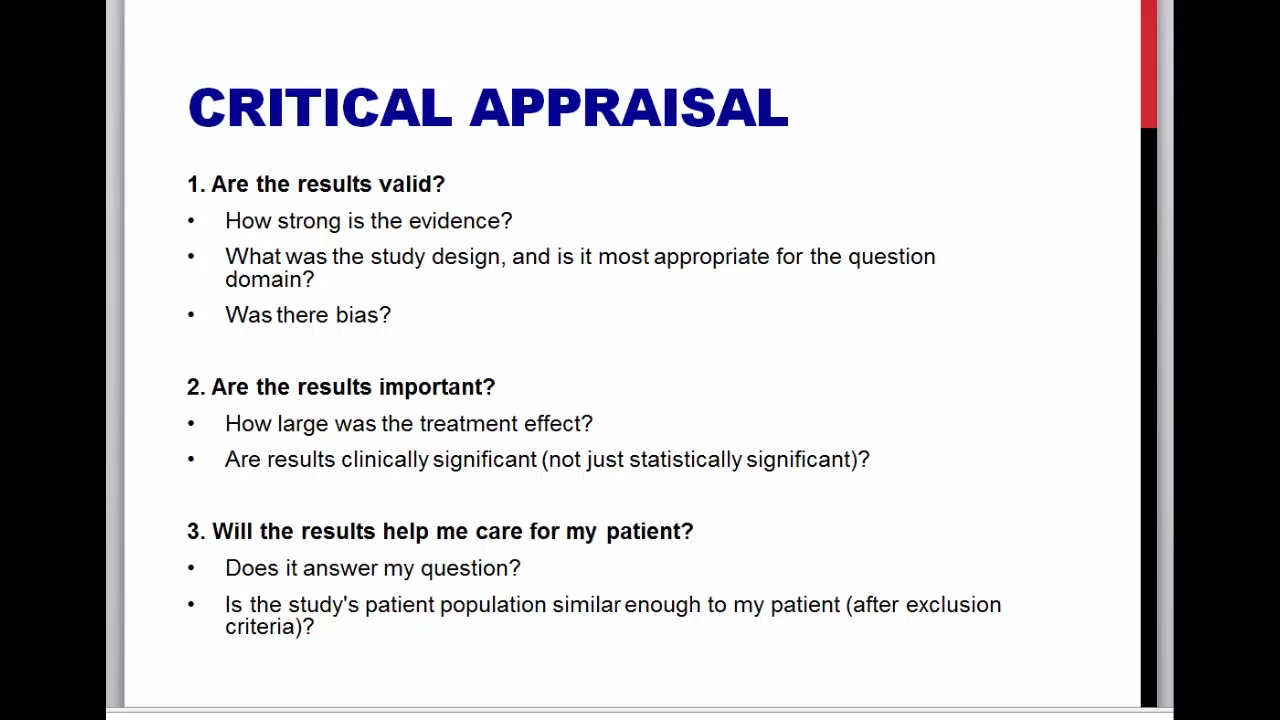 CRITICAL APPRAISAL
1. Are the results valid?
• How strong is the evidence?
• What was the study design, and is it most appropriate for the question
domain?
• Was there bias?
2. Are the results important?
• How large was the treatment effect?
• Are results clinically significant (not just statistically significant)?
3. Will the results help me care for my patient?
• Does it answer my question?
• Is the study's patient population similar enough to my patient (after exclusion
criteria)?